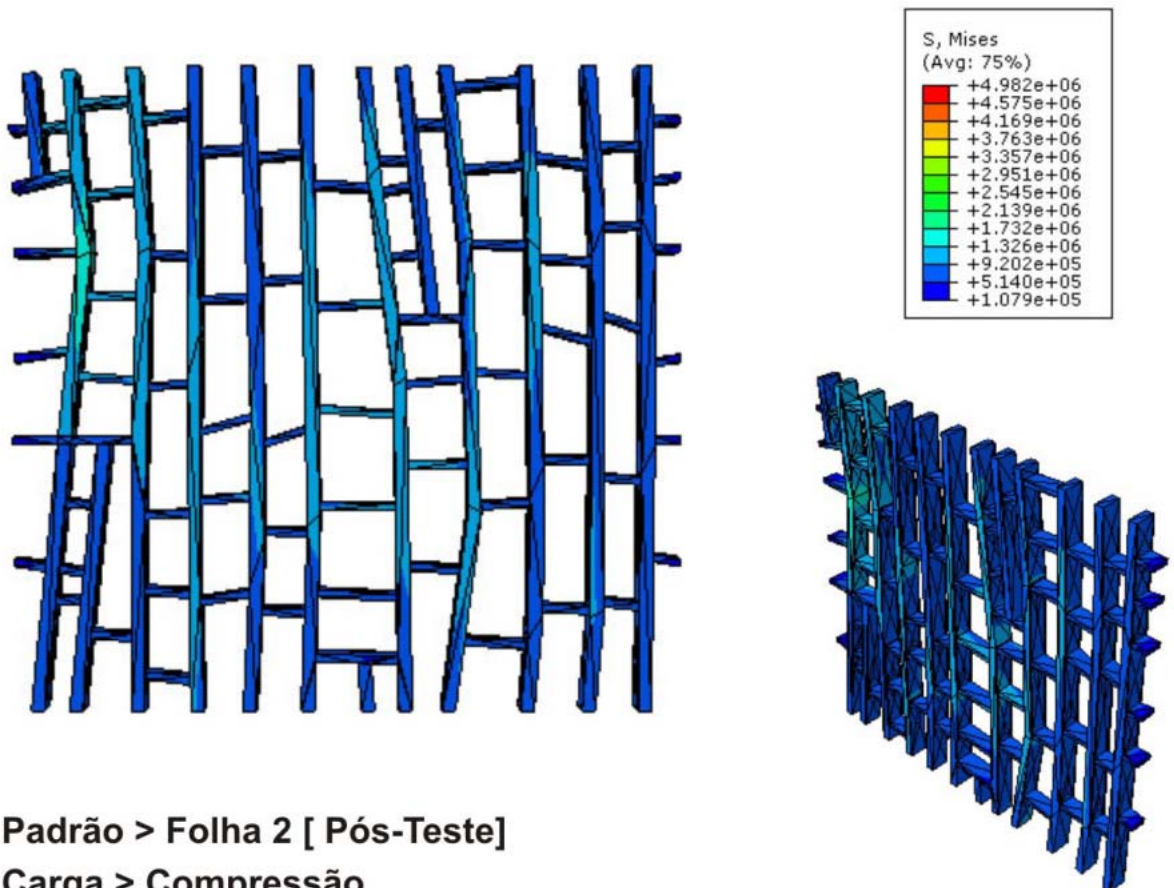 S, Mises
(Avg: 75%)
+4.982e+06
+4.575e+06
+4.169e+06
+3.763e+06
+3.357e+06
+2.951e+06
+2.545e+06
+2.139e+06
+1.732e+06
+1.326e+06
+9.202e+05
+5.140e+05
+1.079e+05
Padrão > Folha 2 [ Pós-Teste]
Carga > Compressão